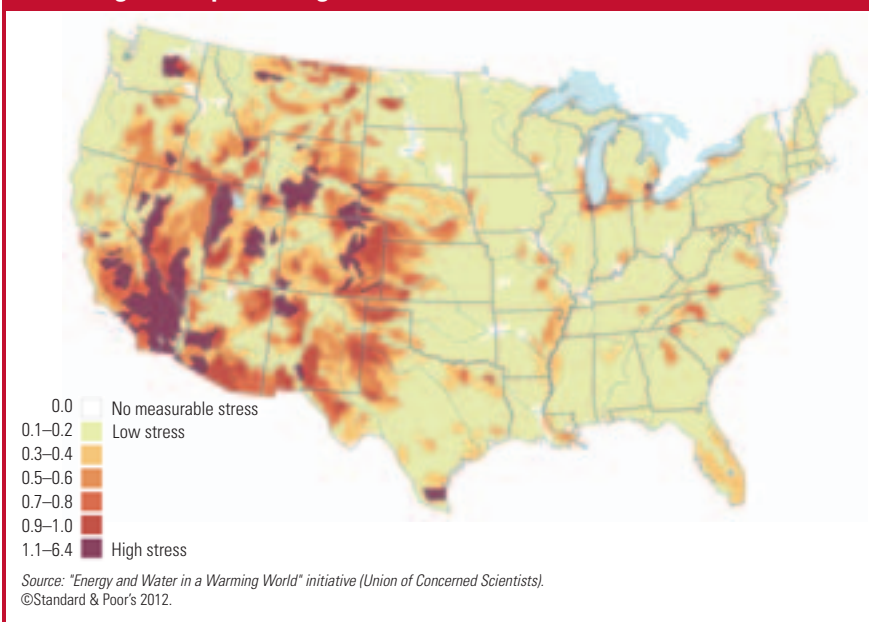 0.0 No measurable stress
0.1–0.2 Low stress
0.3–0.4
0.5–0.6
0.7–0.8
0.9–1.0
1.1–6.4 High stress
Source: "Energy and Water in a Warming World" initiative (Union of Concerned Scientists).
©Standard & Poor's 2012.